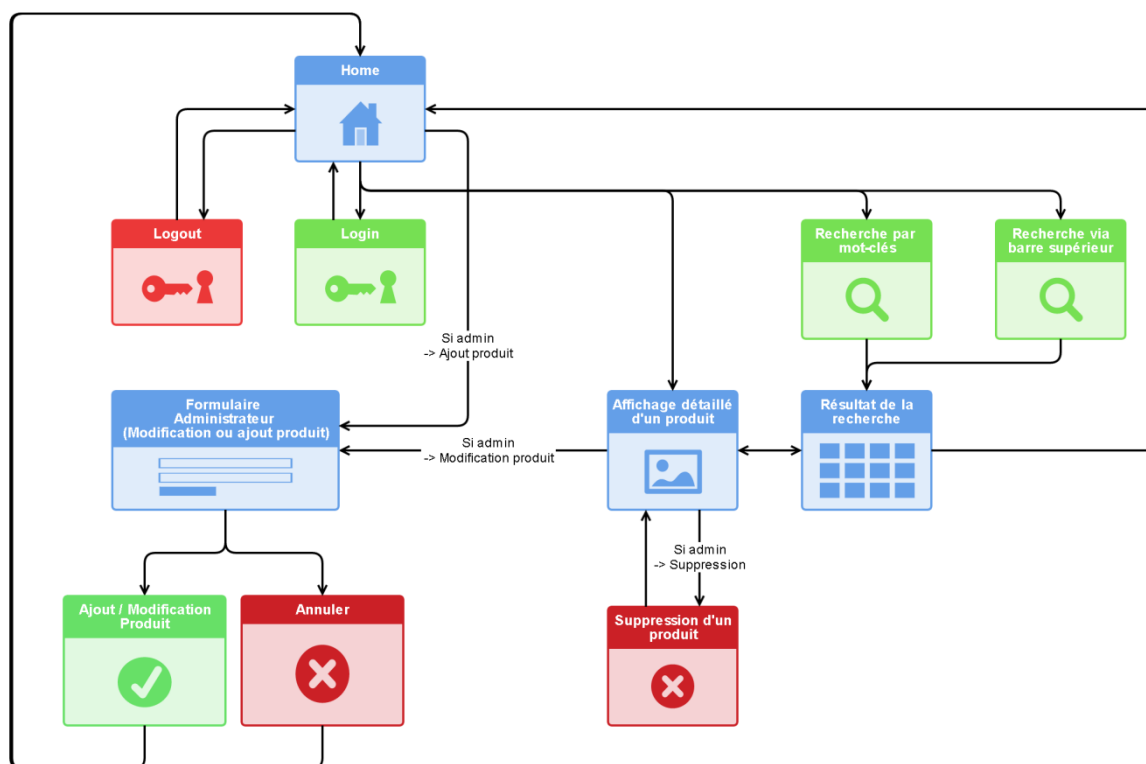 Home
Logout
Login
Recherche par
mot-clés
Recherche via
barre supérieur
Si admin
-> Ajout produit
Formulaire
Administrateur
(Modification ou ajout produit)
Si admin
-> Modification produit
Affichage détaillé
d'un produit
Résultat de la
recherche
Si admin
-> Suppression
Ajout / Modification
Produit
Annuler
Suppression d'un
produit